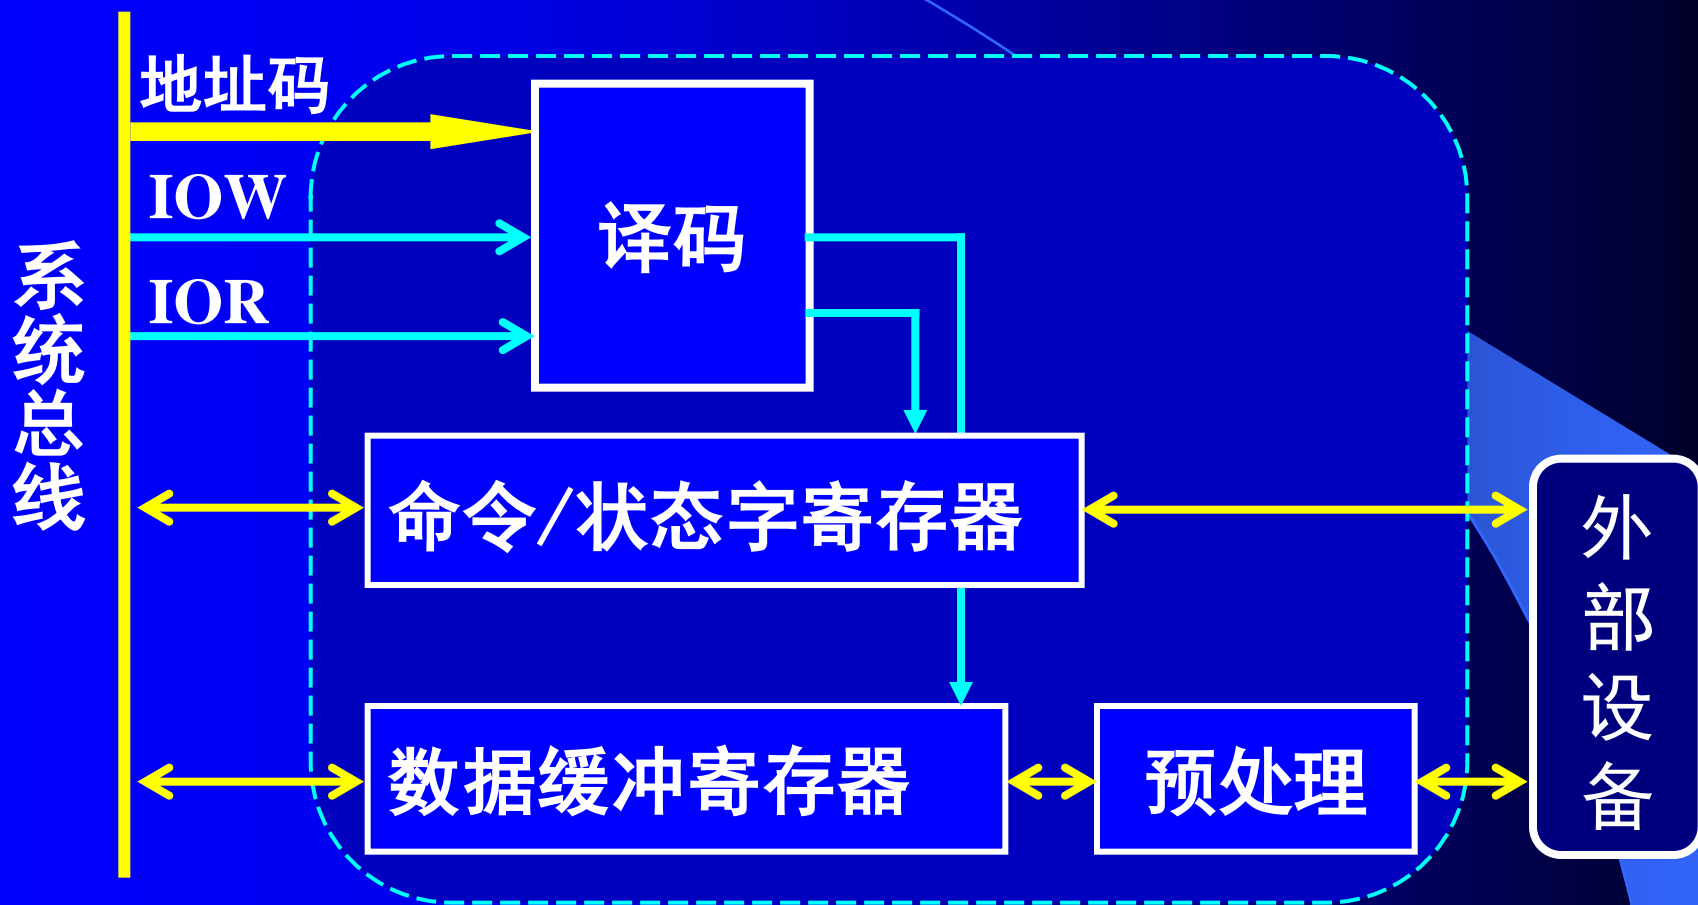 地址码
IOW
IOR
系统总线
译码
命令/状态字寄存器
数据缓冲寄存器
预处理
外部设备